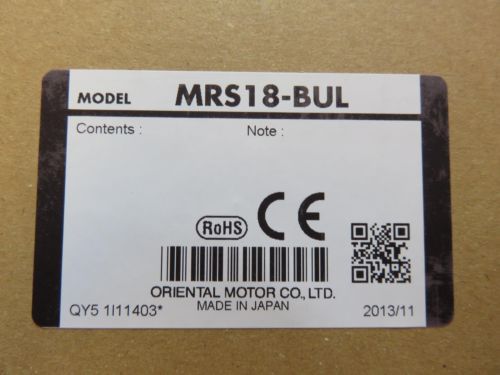 MODEL MRS18-BUL
Contents : Note :
RoHS CE
ORIENTAL MOTOR CO., LTD.
MADE IN JAPAN
QY5 1I11403* 2013/11